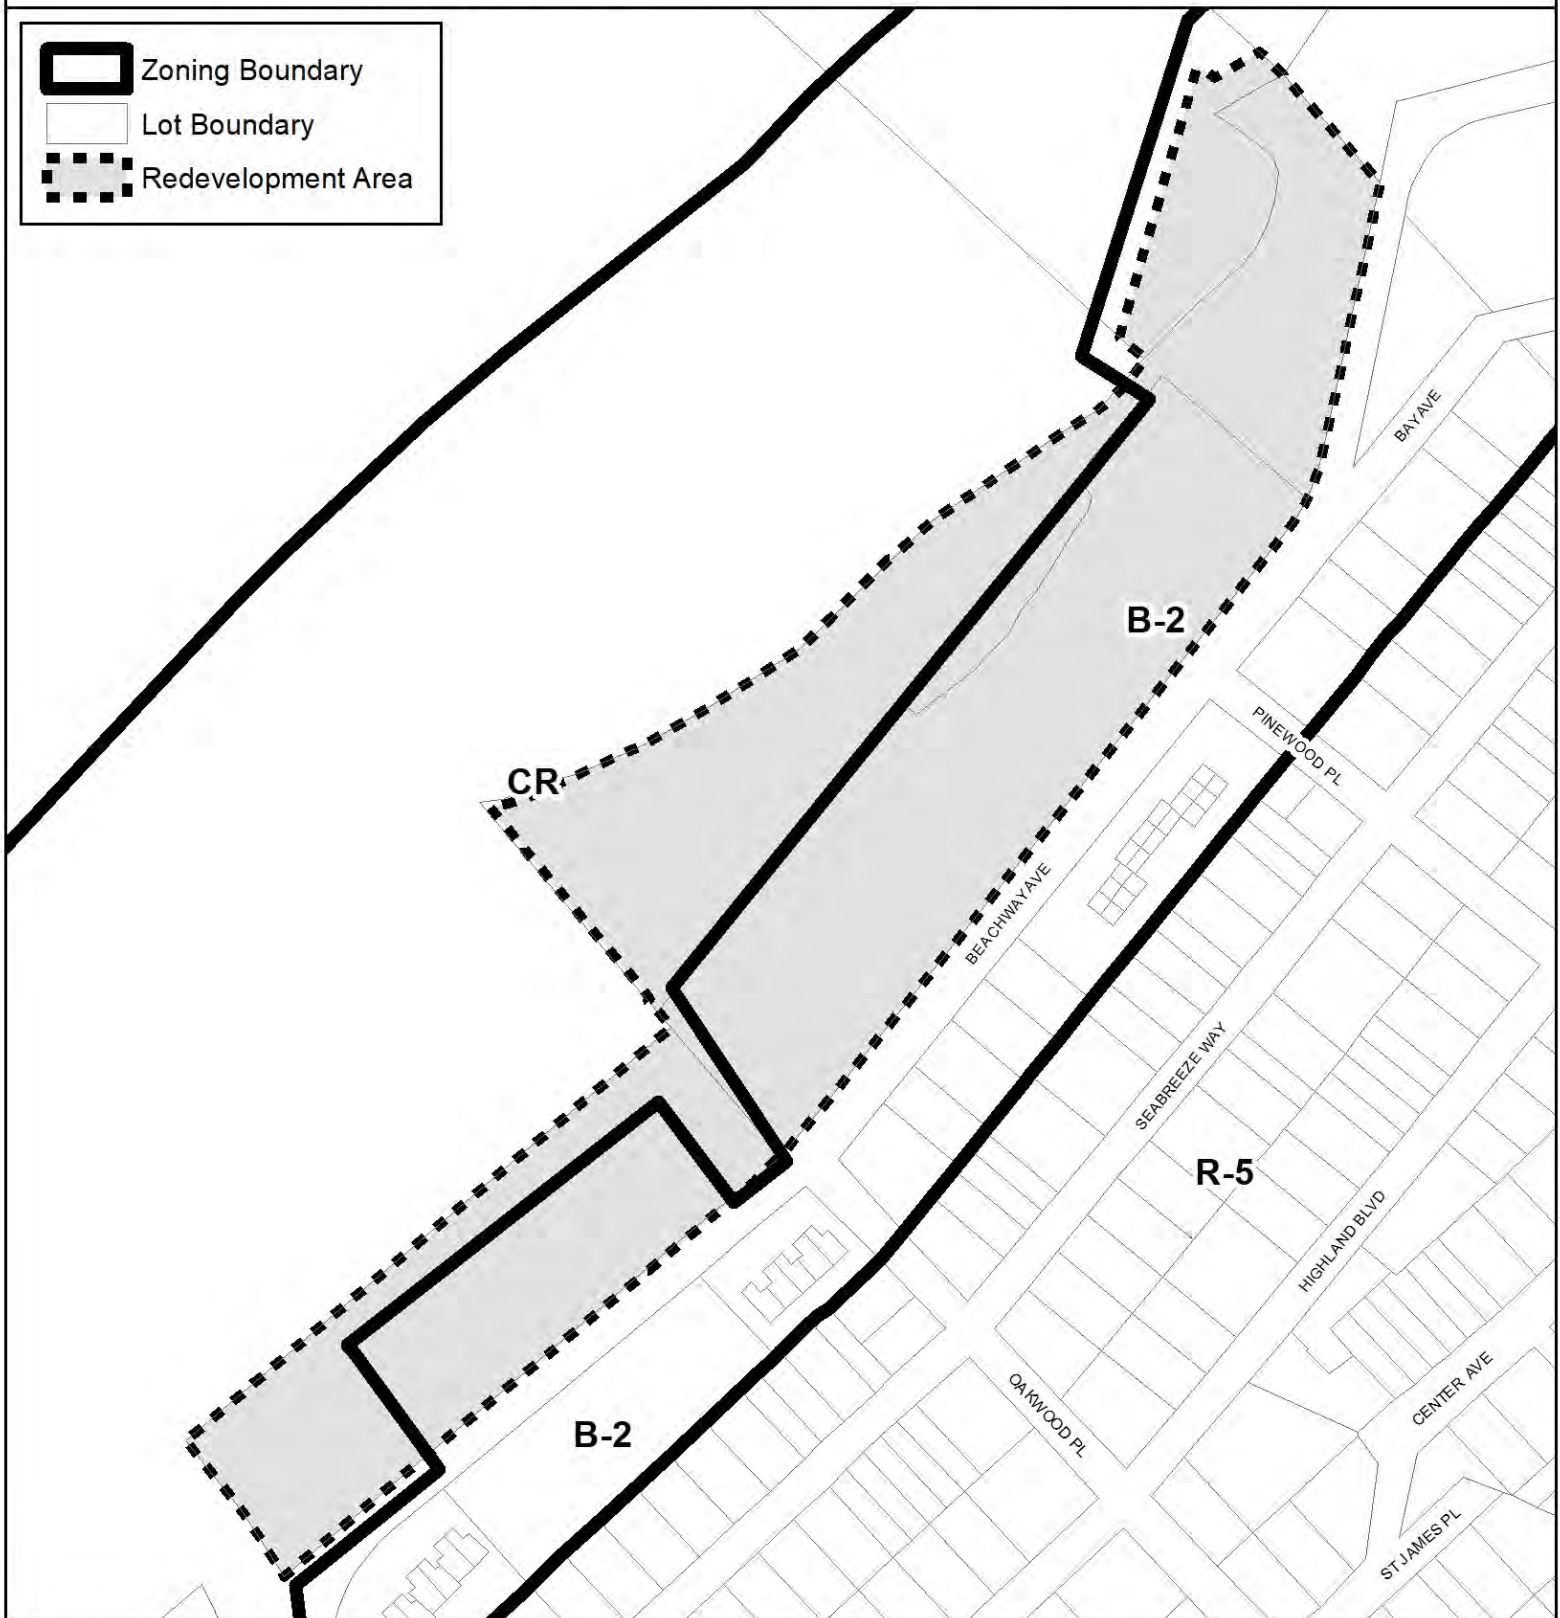 Zoning Boundary
Lot Boundary
Redevelopment Area
BAY AVE
B-2
PINEWOOD PL
CR
BEACHWAY AVE
SEABREEZE WAY
R-5
HIGHLAND BLVD
OAKWOOD PL
CENTER AVE
B-2
ST JAMES PL